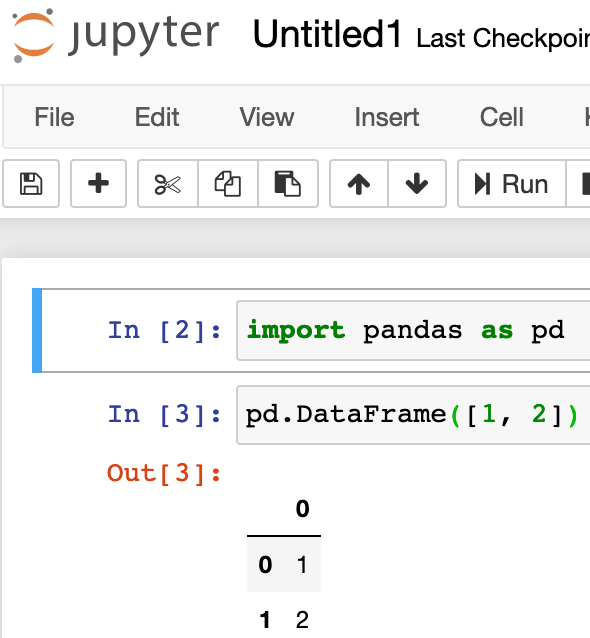 jupyter Untitled1 Last Checkpoi
File Edit View Insert Cell
Run
In [2]: import pandas as pd
In [3]: pd.DataFrame([1, 2])
Out[3]:
0
0 1
1 2